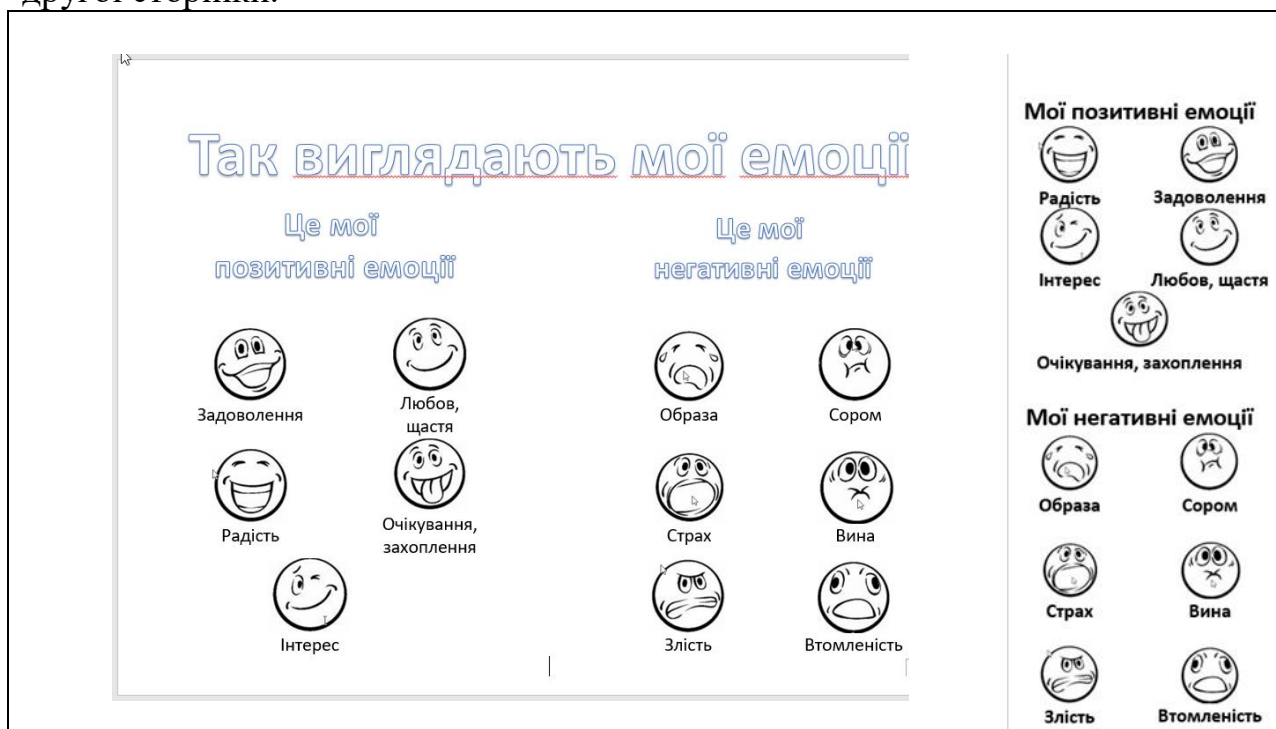 другої сторінки.
Так виглядають мої емоції
Це мої
позитивні емоції
Це мої
негативні емоції
Задоволення
Любов,
щастя
Радість
Очікування,
захоплення
Інтерес
Образа
Сором
Страх
Вина
Злість
Втомленість
Мої позитивні емоції
Радість
Задоволення
Інтерес
Любов, щастя
Очікування, захоплення
Мої негативні емоції
Образа
Сором
Страх
Вина
Злість
Втомленість